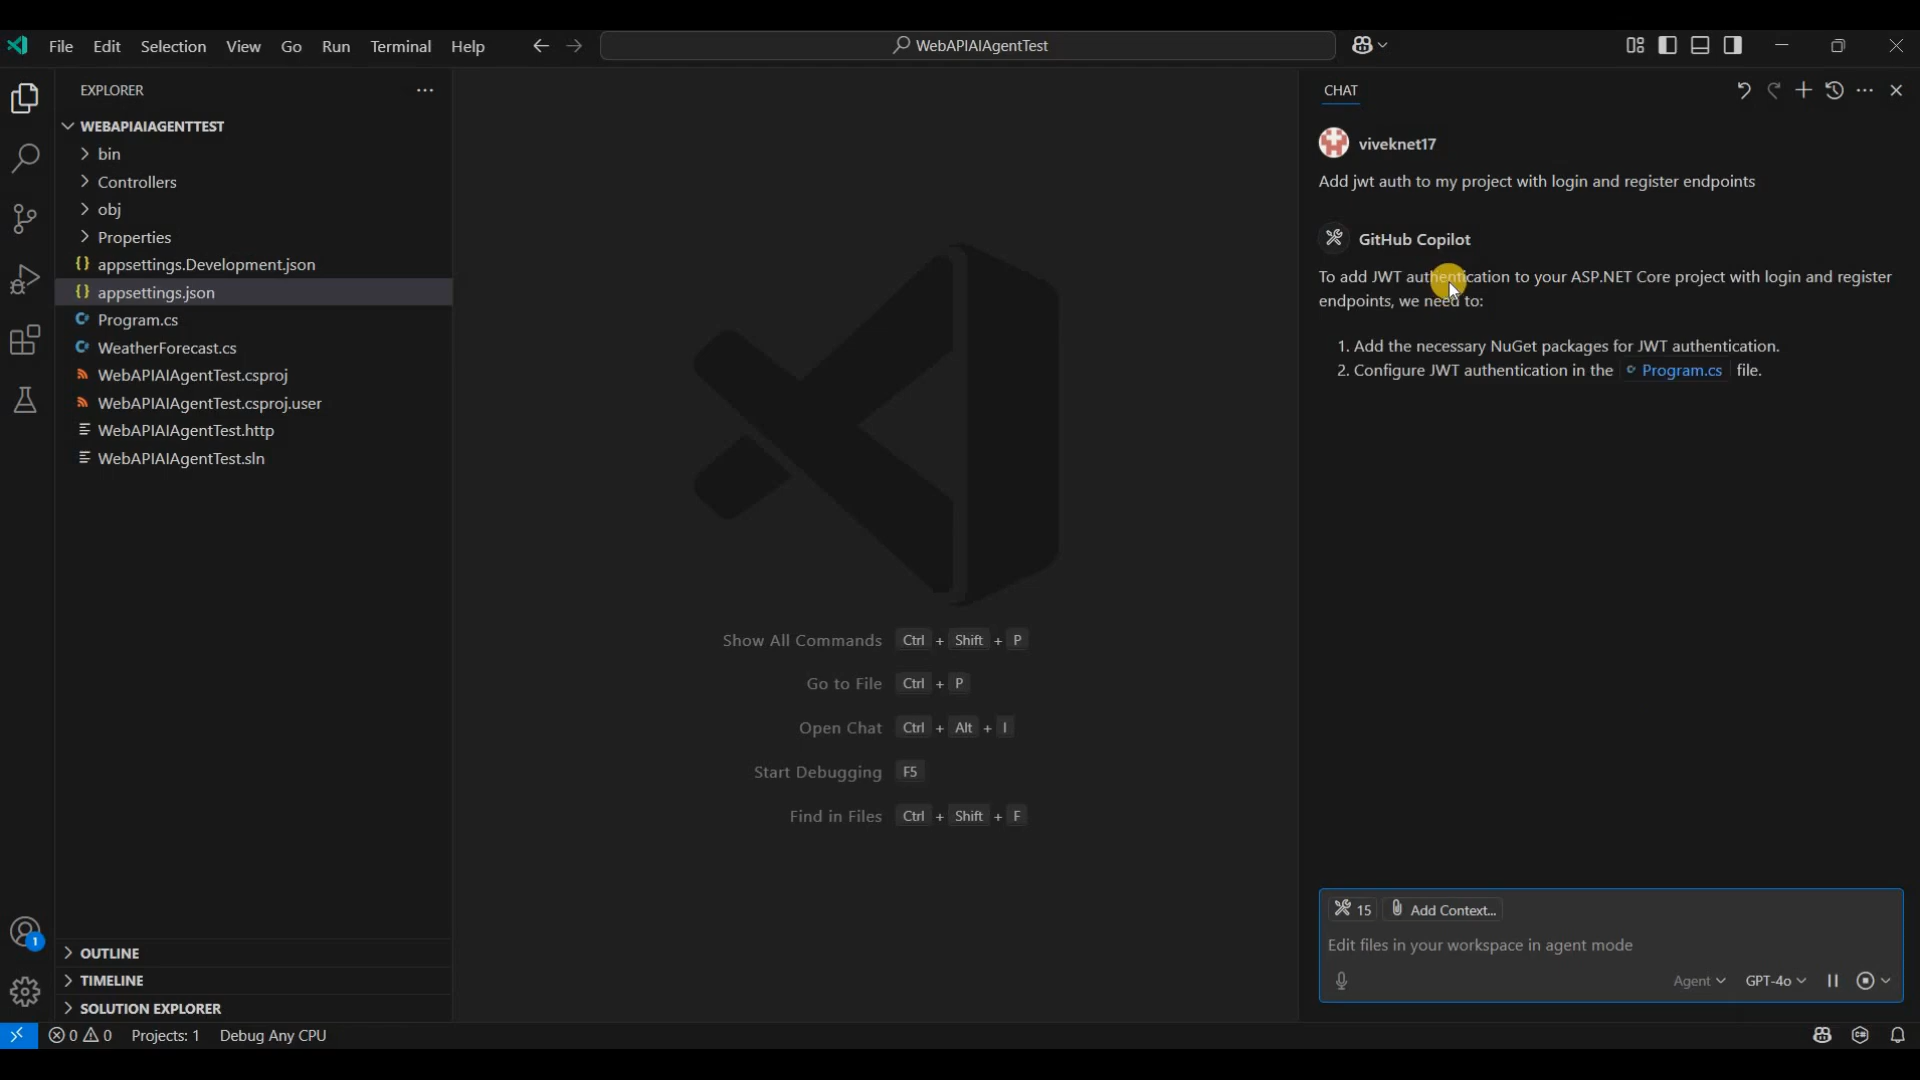 File Edit Selection View Go Run Terminal Help
WebAPIAIAgentTest
EXPLORER
WEBAPIAIAGENTTEST
bin
Controllers
obj
Properties
{} appsettings.Development.json
{} appsettings.json
C# Program.cs
C# WeatherForecast.cs
WebAPIAIAgentTest.csproj
WebAPIAIAgentTest.csproj.user
WebAPIAIAgentTest.http
WebAPIAIAgentTest.sln
OUTLINE
TIMELINE
SOLUTION EXPLORER
1
Show All Commands Ctrl + Shift + P
Go to File Ctrl + P
Open Chat Ctrl + Alt + I
Start Debugging F5
Find in Files Ctrl + Shift + F
CHAT
viveknet17
Add jwt auth to my project with login and register endpoints
GitHub Copilot
To add JWT authentication to your ASP.NET Core project with login and register
endpoints, we need to:
1. Add the necessary NuGet packages for JWT authentication.
2. Configure JWT authentication in the Program.cs file.
15 Add Context...
Edit files in your workspace in agent mode
Agent GPT-4o
0 0 Projects: 1 Debug Any CPU